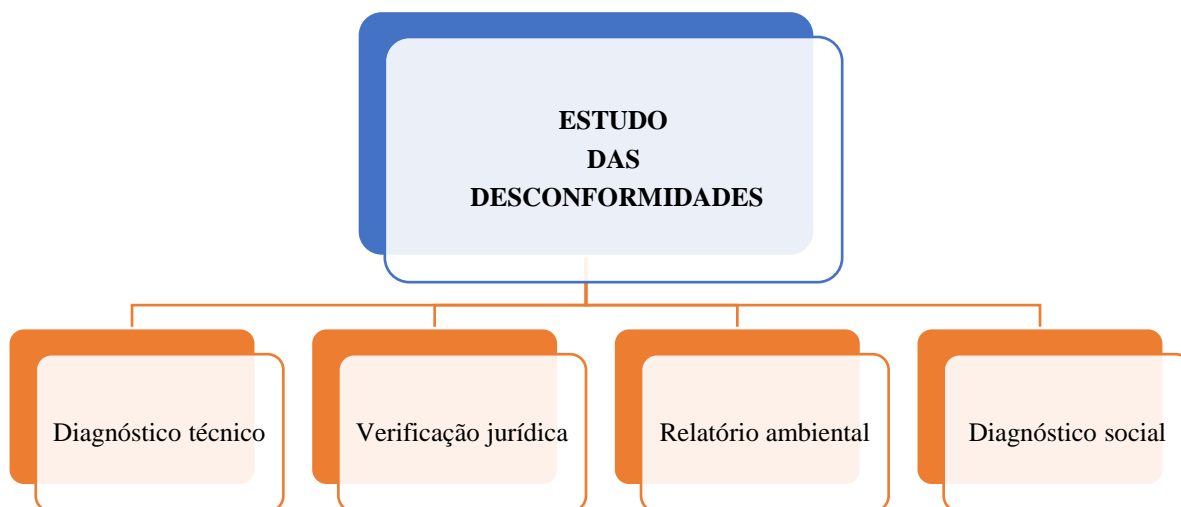 ESTUDO
DAS
DESCONFORMIDADES
Diagnóstico técnico
Verificação jurídica
Relatório ambiental
Diagnóstico social